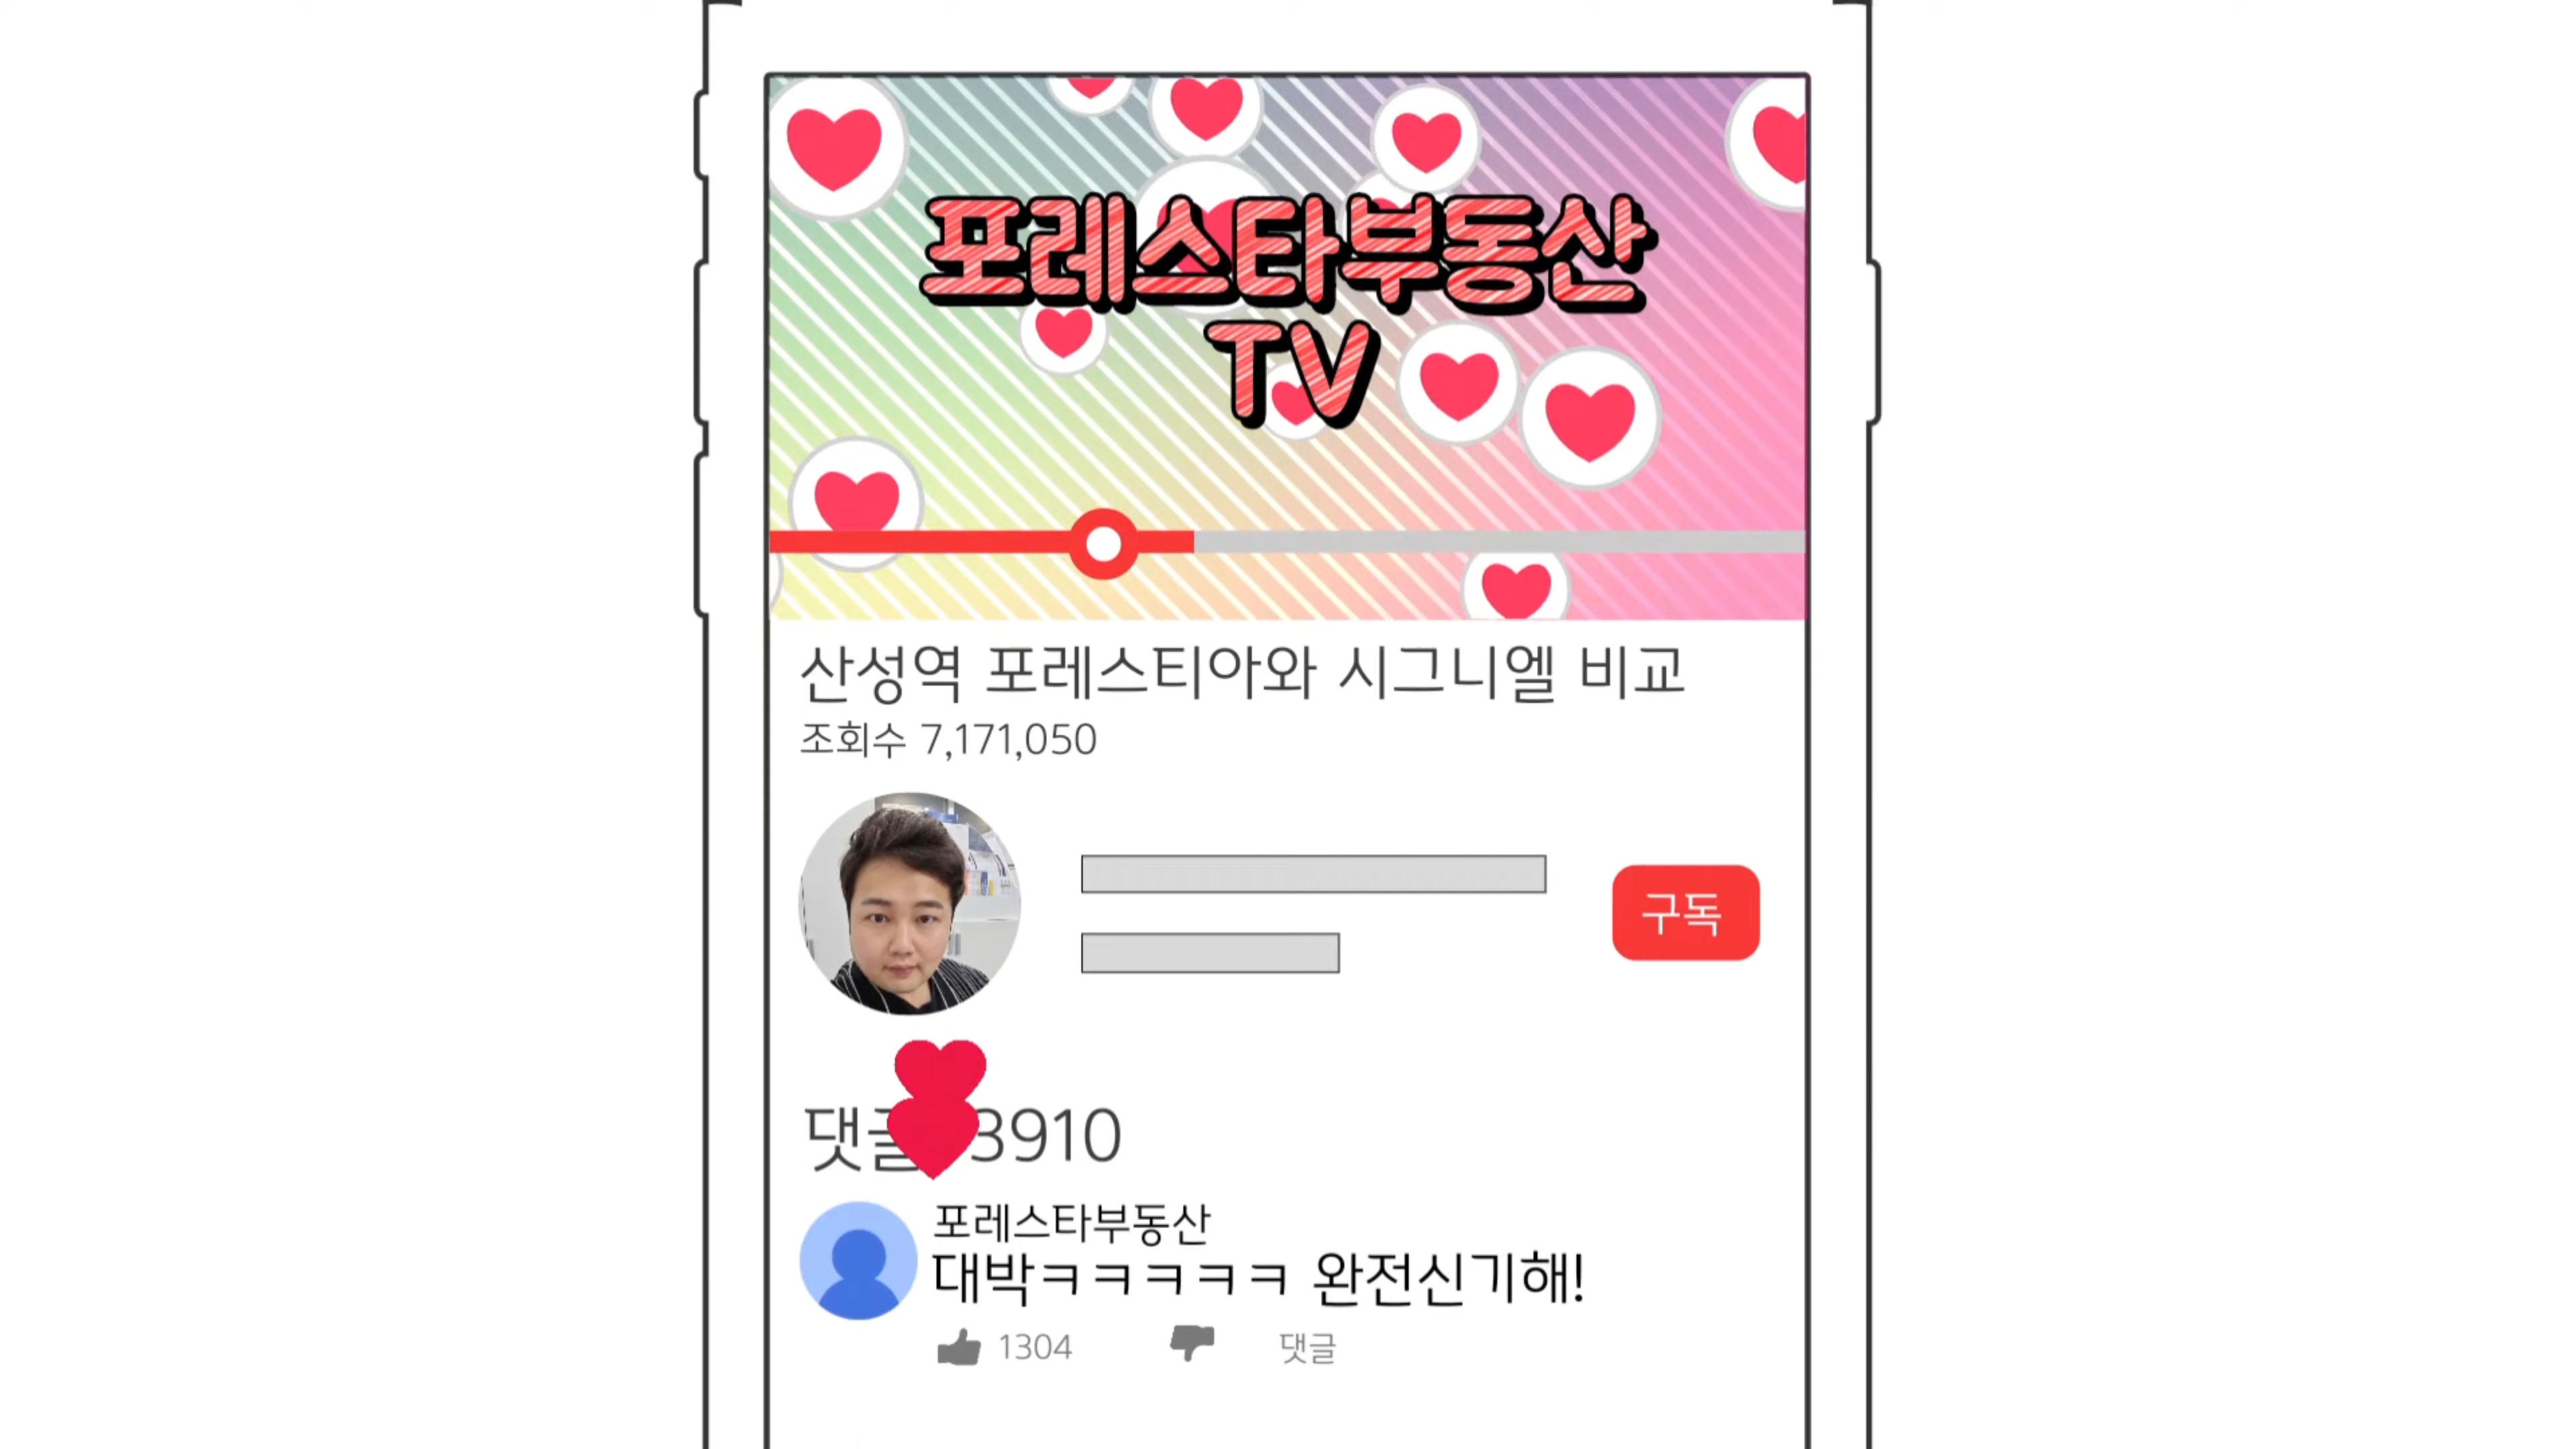 포레스타부동산
TV
산성역 포레스티아와 시그니엘 비교
조회수 7,171,050
구독
댓글 3910
포레스타부동산
대박ㅋㅋㅋㅋㅋ 완전신기해!
1304 댓글